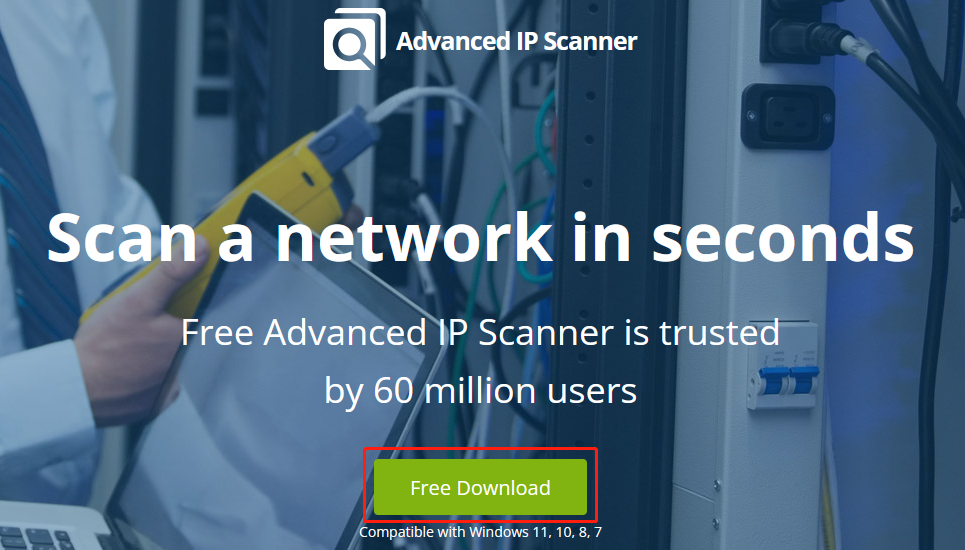 Advanced IP Scanner
Scan a network in seconds
Free Advanced IP Scanner is trusted
by 60 million users
Free Download
Compatible with Windows 11, 10, 8, 7